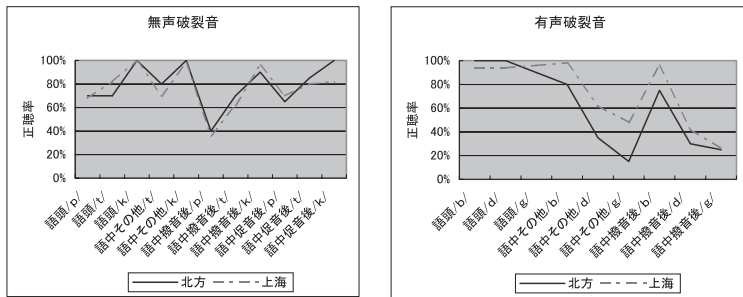 無声破裂音
正聴率
100%
80%
60%
40%
20%
0%
語頭/p/
語頭/t/
語頭/k/
語中その他/t/
語中その他/k/
語中撥音後/p/
語中撥音後/t/
語中撥音後/k/
語中促音後/p/
語中促音後/t/
語中促音後/k/
北方 上海
有声破裂音
正聴率
100%
80%
60%
40%
20%
0%
語頭/b/
語頭/d/
語頭/g/
語中その他/b/
語中その他/d/
語中その他/g/
語中撥音後/b/
語中撥音後/d/
語中撥音後/g/
北方 上海